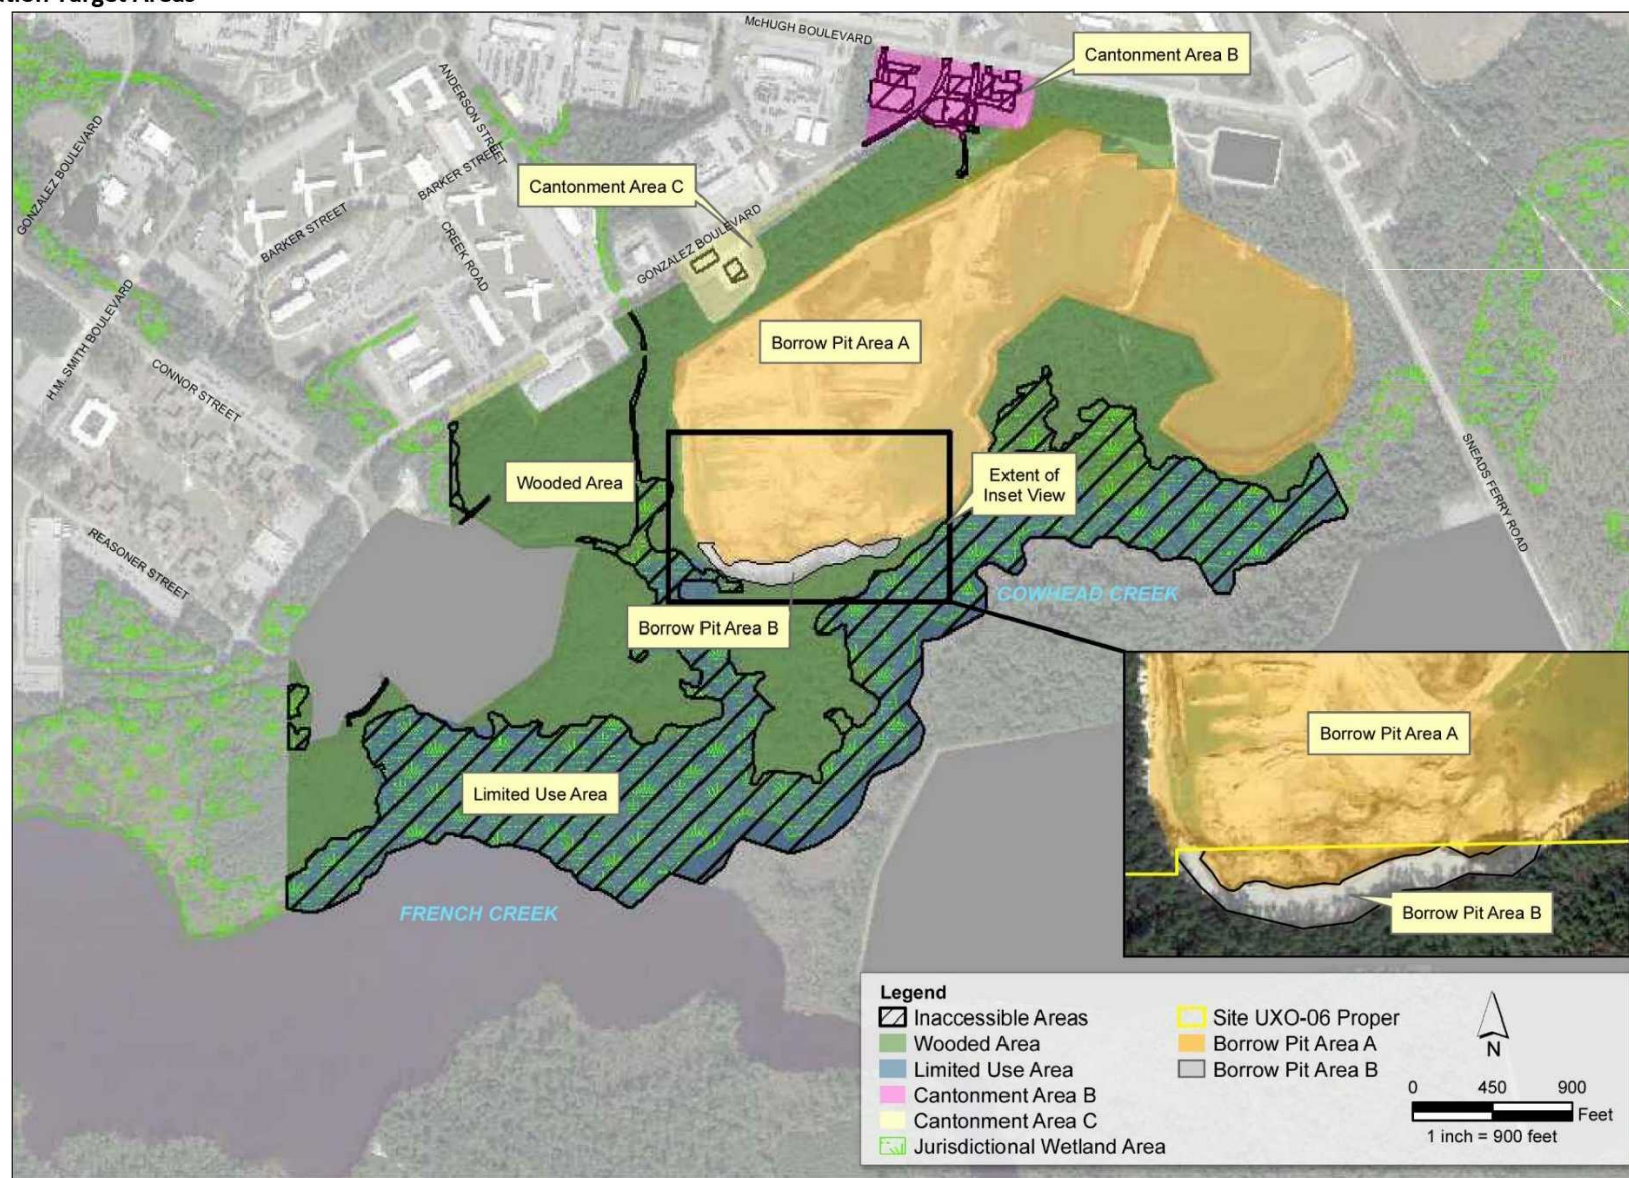 McHUGH BOULEVARD
Cantonment Area B
ANDERSON STREET
GONZALEZ BOULEVARD
BARKER STREET
Cantonment Area C
BARKER STREET
CREEK ROAD
GONZALEZ BOULEVARD
H.M. SMITH BOULEVARD
Borrow Pit Area A
CONNOR STREET
SNEADS FERRY ROAD
Wooded Area
Extent of
Inset View
REASONER STREET
COWHEAD CREEK
Borrow Pit Area B
Borrow Pit Area A
Limited Use Area
FRENCH CREEK
Borrow Pit Area B
Legend
Inaccessible Areas
Wooded Area
Limited Use Area
Cantonment Area B
Cantonment Area C
Jurisdictional Wetland Area
Site UXO-06 Proper
Borrow Pit Area A
Borrow Pit Area B
N
0 450 900
Feet
1 inch = 900 feet